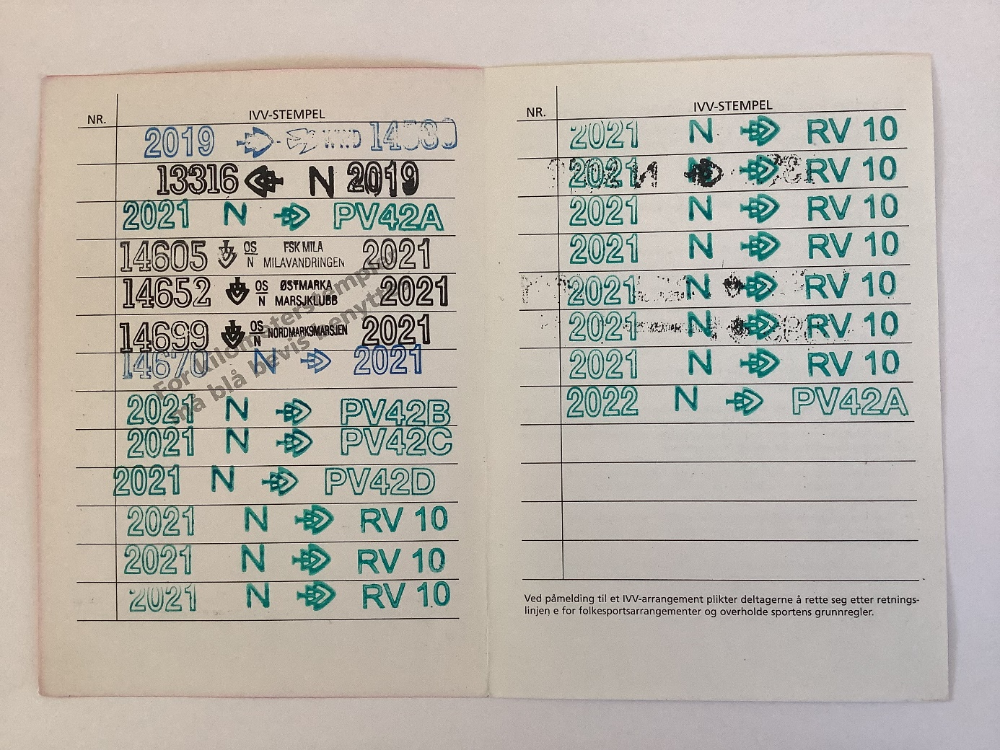 NR. IVV-STEMPEL
2019 WWD
13316 N 2019
2021 N PV42A
14605 OS N FSK MILA MILAVANDRINGEN 2021
14652 OS N ØSTMARKA MARSJKLUBB 2021
14699 OS N NORDMARKSMARSJEN 2021
14670 N 2021
For kilometerstempel
må blå bevis benyttes
2021 N PV42B
2021 N PV42C
2021 N PV42D
2021 N RV 10
2021 N RV 10
2021 N RV 10
NR. IVV-STEMPEL
2021 N RV 10
2021 N RV 10
2021 N RV 10
2021 N RV 10
2021 N RV 10
2021 N RV 10
2021 N RV 10
2022 N PV42A
Ved påmelding til et IVV-arrangement plikter deltagerne å rette seg etter retnings-
linjen e for folkesportsarrangementer og overholde sportens grunnregler.